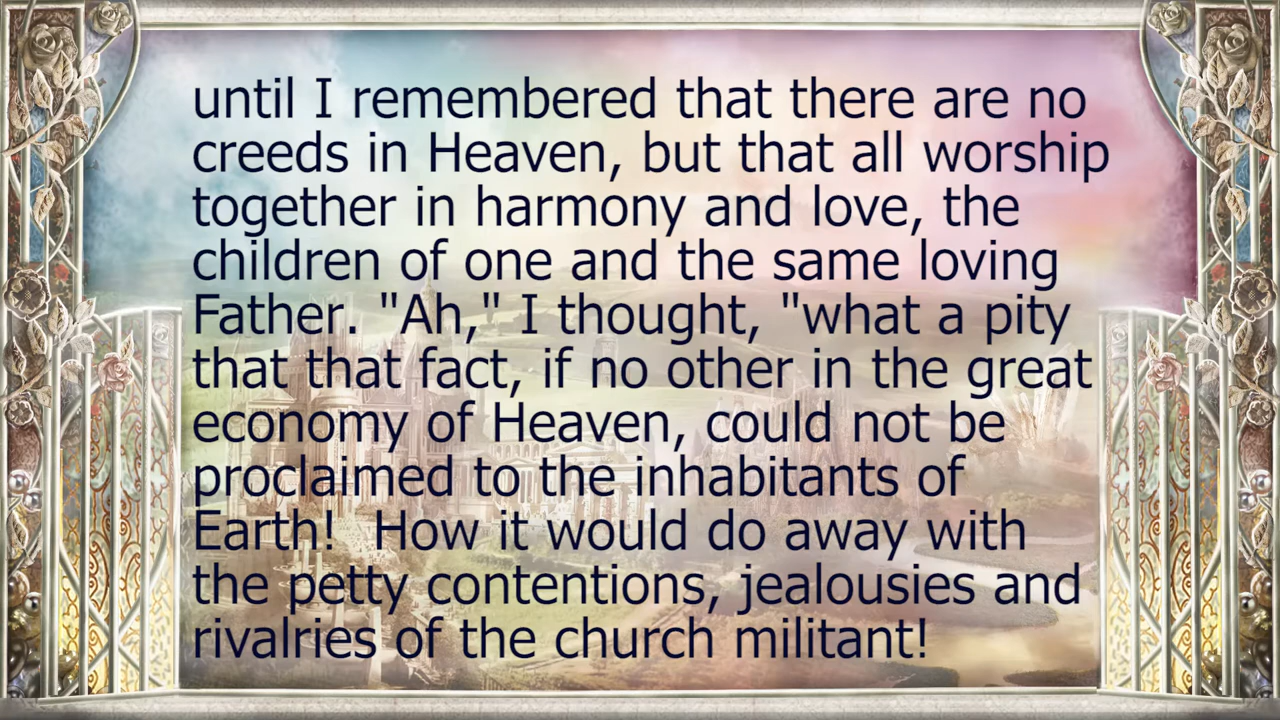 until I remembered that there are no
creeds in Heaven, but that all worship
together in harmony and love, the
children of one and the same loving
Father. "Ah," I thought, "what a pity
that that fact, if no other in the great
economy of Heaven, could not be
proclaimed to the inhabitants of
Earth!  How it would do away with
the petty contentions, jealousies and
rivalries of the church militant!